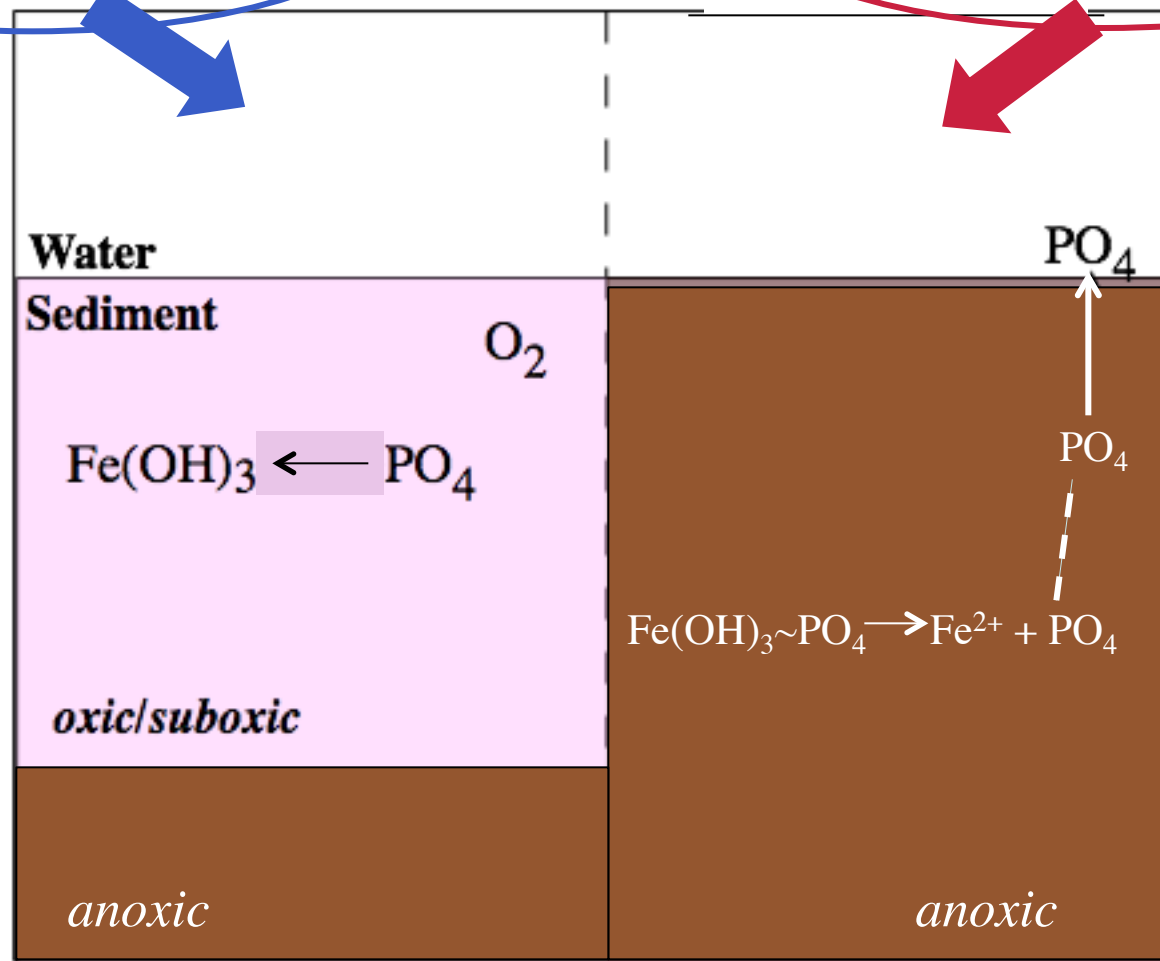 Water
Sediment
O₂
Fe(OH)₃ ← PO₄
oxic/suboxic
anoxic
PO₄
PO₄
Fe(OH)₃~PO₄ → Fe²⁺ + PO₄
anoxic